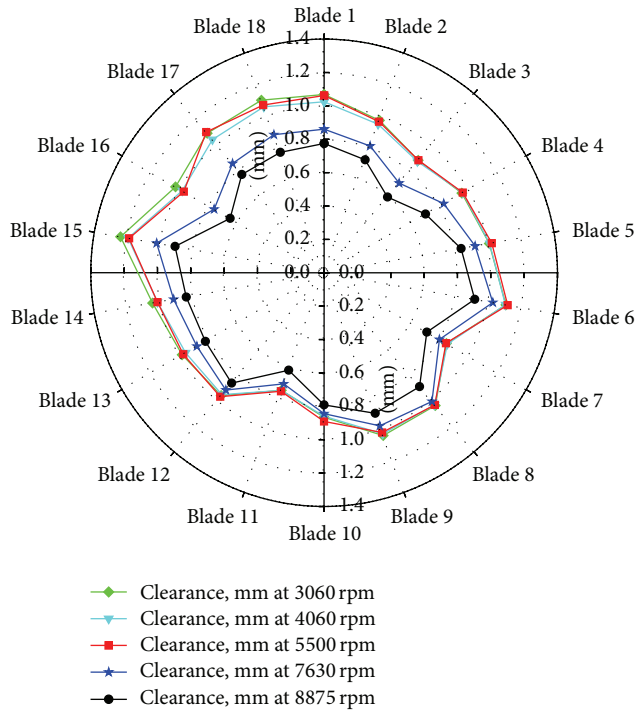 Blade 1
Blade 18
Blade 2
Blade 17
Blade 3
Blade 16
Blade 4
Blade 15
Blade 5
Blade 14
Blade 6
Blade 13
Blade 7
Blade 12
Blade 8
Blade 11
Blade 9
Blade 10
1.4
1.2
1.0
0.8
0.6
0.4
0.2
0.0
(mm)
0.0
0.2
0.4
0.6
0.8
1.0
1.2
1.4
(mm)
Clearance, mm at 3060 rpm
Clearance, mm at 4060 rpm
Clearance, mm at 5500 rpm
Clearance, mm at 7630 rpm
Clearance, mm at 8875 rpm